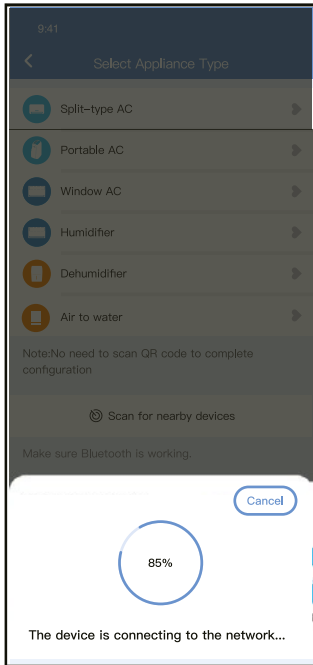 9:41
Select Appliance Type
Split-type AC
Portable AC
Window AC
Humidifier
Dehumidifier
Air to water
Note:No need to scan QR code to complete
configuration
Scan for nearby devices
Make sure Bluetooth is working.
Cancel
85%
The device is connecting to the network...